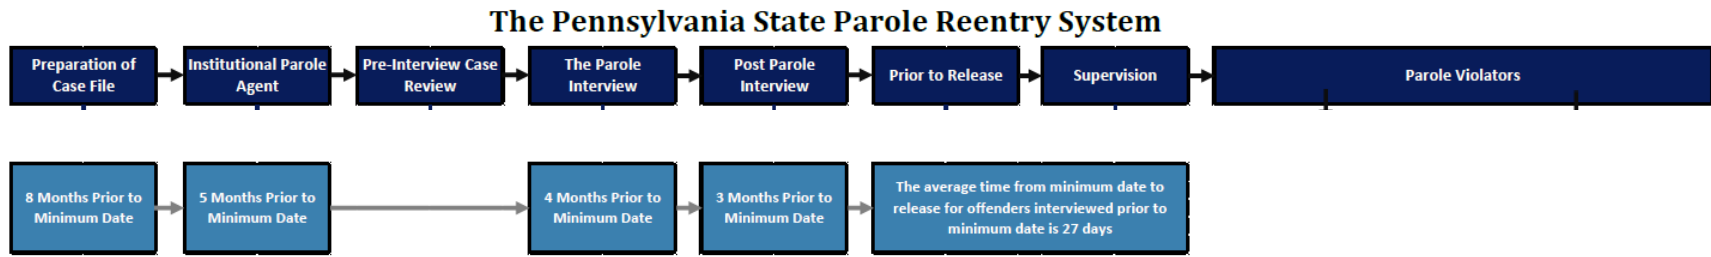 The Pennsylvania State Parole Reentry System
Preparation of
Case File
Institutional Parole
Agent
Pre-Interview Case
Review
The Parole
Interview
Post Parole
Interview
Prior to Release
Supervision
Parole Violators
8 Months Prior to
Minimum Date
5 Months Prior to
Minimum Date
4 Months Prior to
Minimum Date
3 Months Prior to
Minimum Date
The average time from minimum date to
release for offenders interviewed prior to
minimum date is 27 days